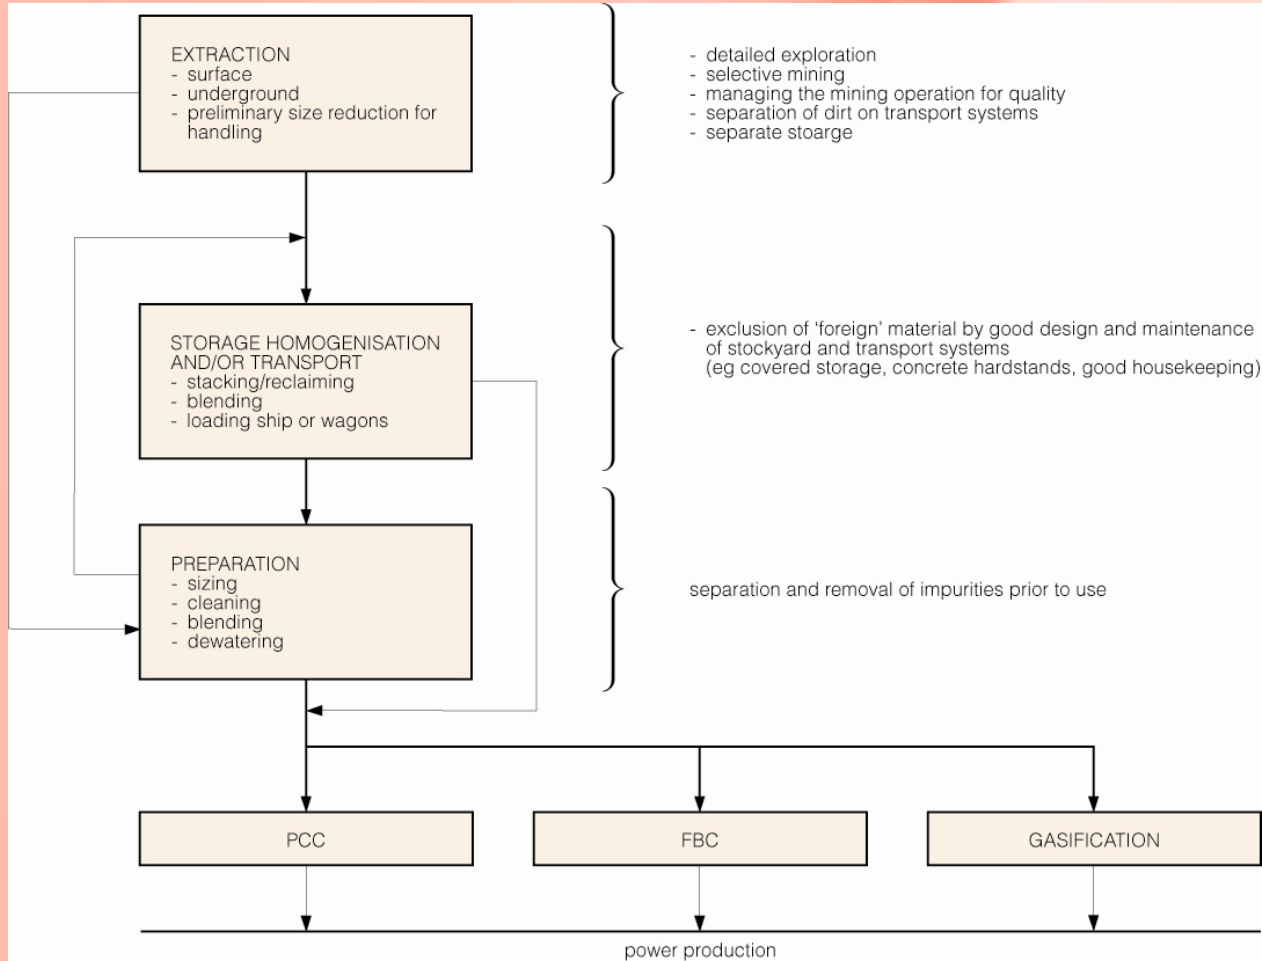 EXTRACTION
- surface
- underground
- preliminary size reduction for
handling
- detailed exploration
- selective mining
- managing the mining operation for quality
- separation of dirt on transport systems
- separate stoarge
STORAGE HOMOGENISATION
AND/OR TRANSPORT
- stacking/reclaiming
- blending
- loading ship or wagons
- exclusion of ‘foreign’ material by good design and maintenance
of stockyard and transport systems
(eg covered storage, concrete hardstands, good housekeeping)
PREPARATION
- sizing
- cleaning
- blending
- dewatering
separation and removal of impurities prior to use
PCC
FBC
GASIFICATION
power production